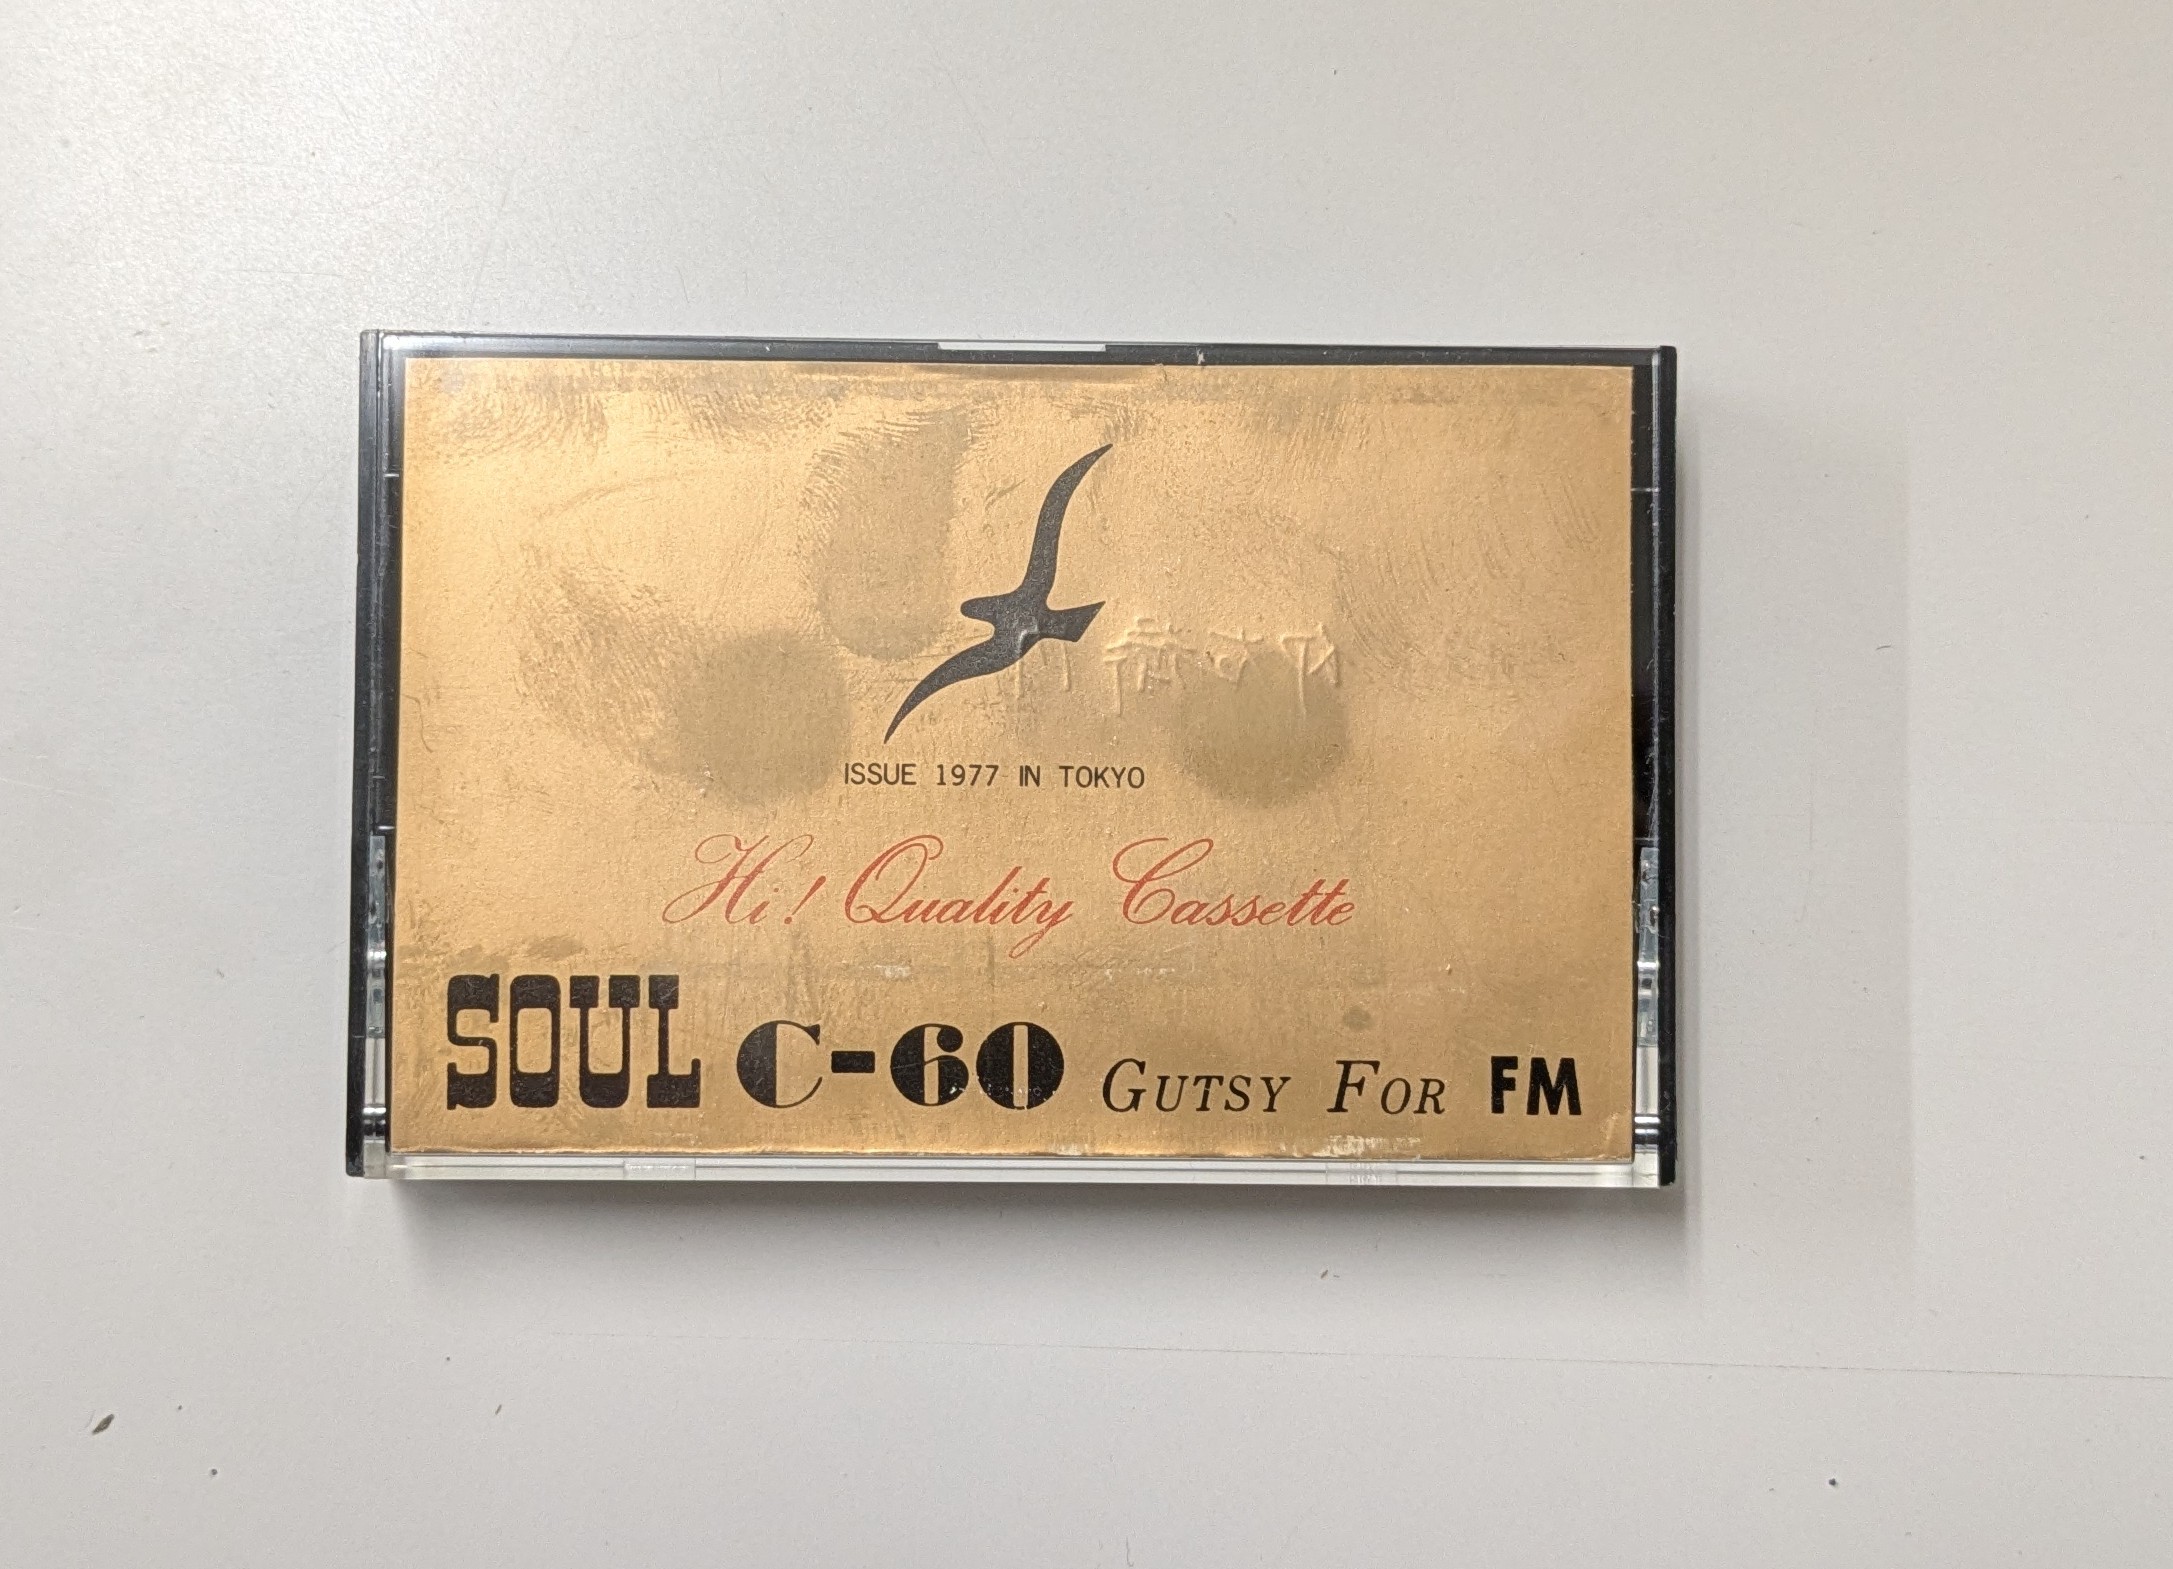 ISSUE 1977 IN TOKYO
Hi! Quality Cassette
SOUL C-60 GUTSY FOR FM